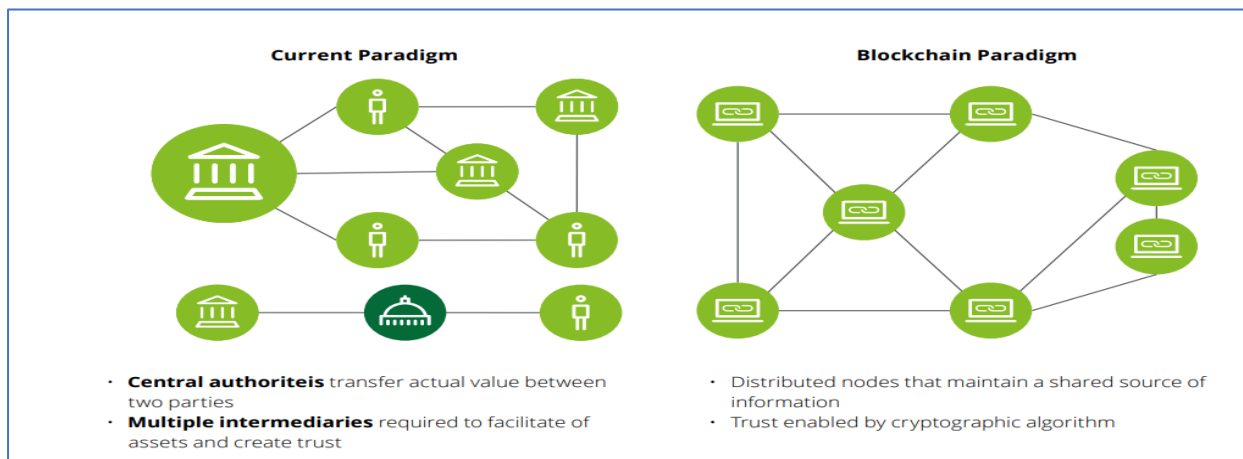 Current Paradigm
Blockchain Paradigm
· Central authoriteis transfer actual value between
two parties
· Multiple intermediaries required to facilitate of
assets and create trust
· Distributed nodes that maintain a shared source of
information
· Trust enabled by cryptographic algorithm